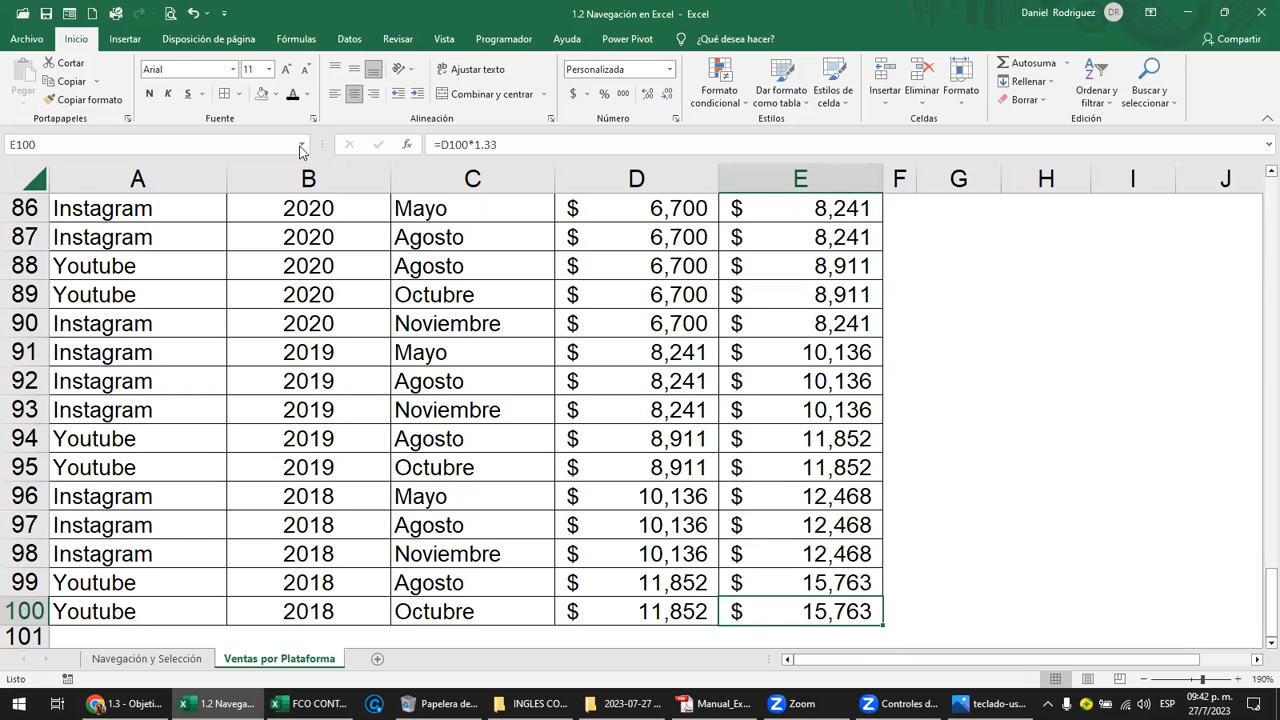 1.2 Navegación en Excel - Excel
Daniel Rodriguez DR
Archivo Inicio Insertar Disposición de página Fórmulas Datos Revisar Vista Programador Ayuda Power Pivot ¿Qué desea hacer? Compartir
Pegar
Cortar
Copiar
Copiar formato
Arial 11
N K S
Ajustar texto
Combinar y centrar
Personalizada
$ % 000
Formato condicional
Dar formato como tabla
Estilos de celda
Insertar Eliminar Formato
Autosuma
Rellenar
Borrar
Ordenar y filtrar
Buscar y seleccionar
Portapapeles Fuente Alineación Número Estilos Celdas Edición
E100 fx =D100*1.33
A B C D E F G H I J
86 Instagram 2020 Mayo $ 6,700 $ 8,241
87 Instagram 2020 Agosto $ 6,700 $ 8,241
88 Youtube 2020 Agosto $ 6,700 $ 8,911
89 Youtube 2020 Octubre $ 6,700 $ 8,911
90 Instagram 2020 Noviembre $ 6,700 $ 8,241
91 Instagram 2019 Mayo $ 8,241 $ 10,136
92 Instagram 2019 Agosto $ 8,241 $ 10,136
93 Instagram 2019 Noviembre $ 8,241 $ 10,136
94 Youtube 2019 Agosto $ 8,911 $ 11,852
95 Youtube 2019 Octubre $ 8,911 $ 11,852
96 Instagram 2018 Mayo $ 10,136 $ 12,468
97 Instagram 2018 Agosto $ 10,136 $ 12,468
98 Instagram 2018 Noviembre $ 10,136 $ 12,468
99 Youtube 2018 Agosto $ 11,852 $ 15,763
100 Youtube 2018 Octubre $ 11,852 $ 15,763
101
Navegación y Selección Ventas por Plataforma
Listo 190%
1.3 - Objeti... 1.2 Navega... FCO CONT... Papelera de... INGLES CO... 2023-07-27 ... Manual_Ex... Zoom Controles d... teclado-us... ESP 09:42 p. m.
27/7/2023